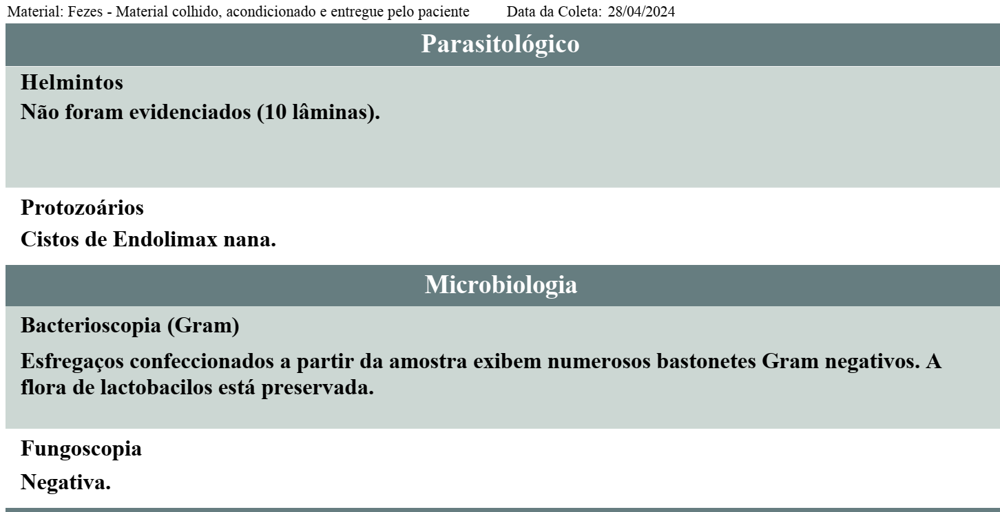 Material: Fezes - Material colhido, acondicionado e entregue pelo paciente Data da Coleta: 28/04/2024
Parasitológico
Helmintos
Não foram evidenciados (10 lâminas).
Protozoários
Cistos de Endolimax nana.
Microbiologia
Bacterioscopia (Gram)
Esfregaços confeccionados a partir da amostra exibem numerosos bastonetes Gram negativos. A
flora de lactobacilos está preservada.
Fungoscopia
Negativa.